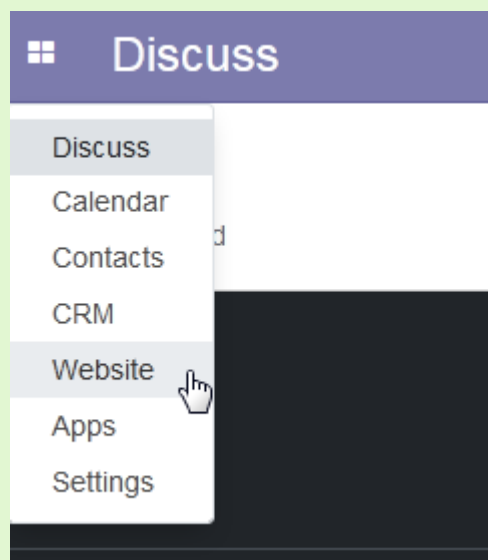 Discuss
Discuss
Calendar
d
Contacts
CRM
Website
Apps
Settings